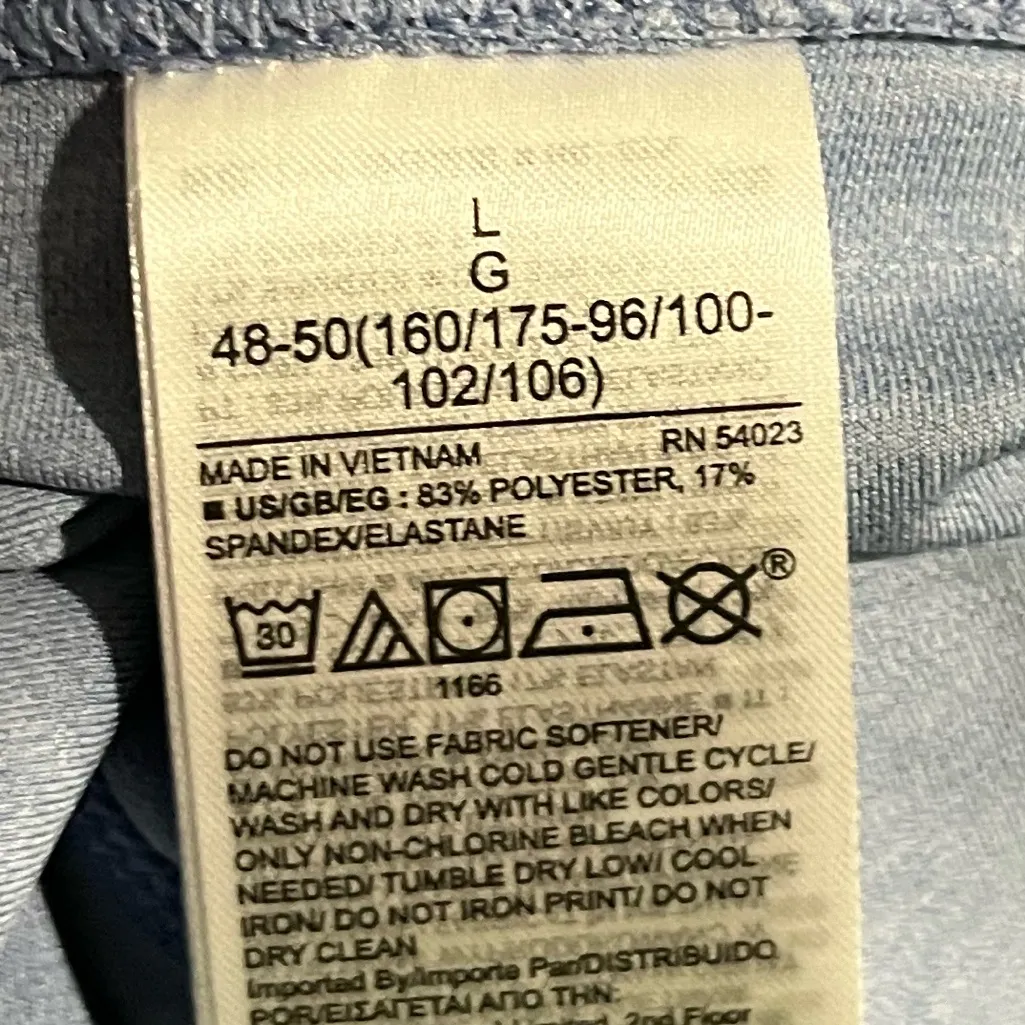 L
G
48-50(160/175-96/100-
102/106)
MADE IN VIETNAM RN 54023
■ US/GB/EG : 83% POLYESTER, 17%
SPANDEX/ELASTANE
30
®
1166
DO NOT USE FABRIC SOFTENER/
MACHINE WASH COLD GENTLE CYCLE/
WASH AND DRY WITH LIKE COLORS/
ONLY NON-CHLORINE BLEACH WHEN
NEEDED/ TUMBLE DRY LOW/ COOL
IRON/ DO NOT IRON PRINT/ DO NOT
DRY CLEAN
Imported By/Importe Par/DISTRIBUIDO
POR/ΕΙΣΑΓΕΤΑΙ ΑΠΟ ΤΗΝ:
Limited, 2nd Floor